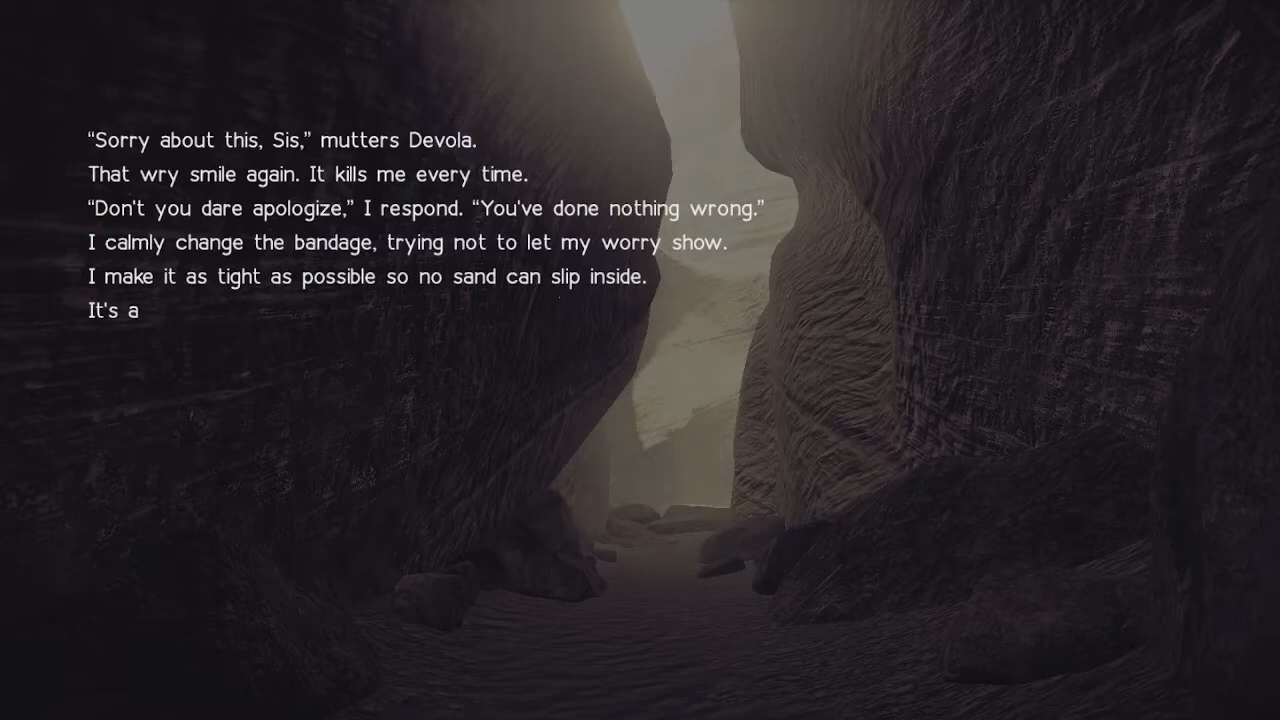 “Sorry about this, Sis,” mutters Devola.
That wry smile again. It kills me every time.
“Don't you dare apologize,” I respond. “You've done nothing wrong.”
I calmly change the bandage, trying not to let my worry show.
I make it as tight as possible so no sand can slip inside.
It's a